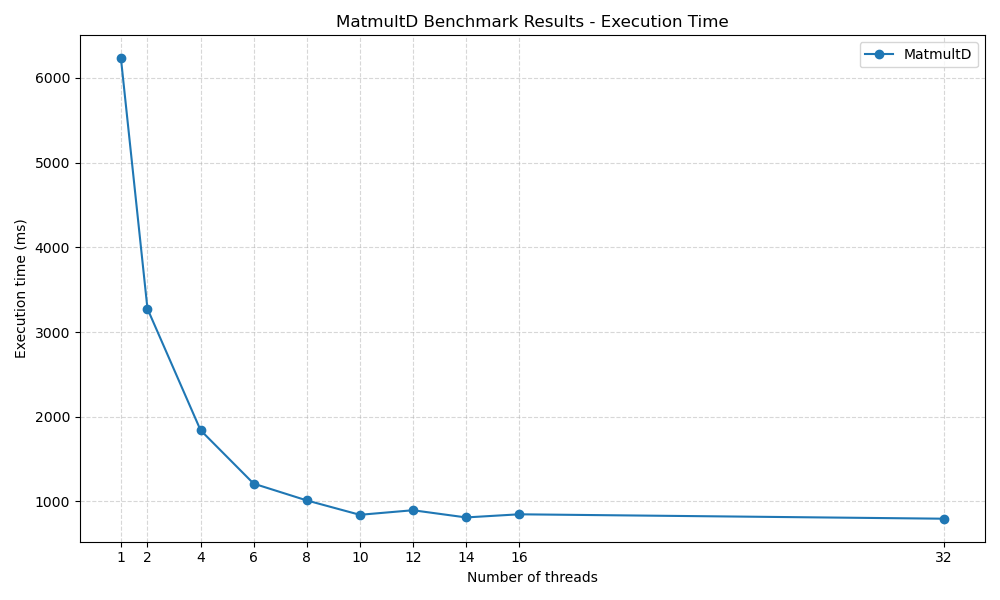 MatmultD Benchmark Results - Execution Time
MatmultD
Execution time (ms)
6000
5000
4000
3000
2000
1000
1 2 4 6 8 10 12 14 16 32
Number of threads